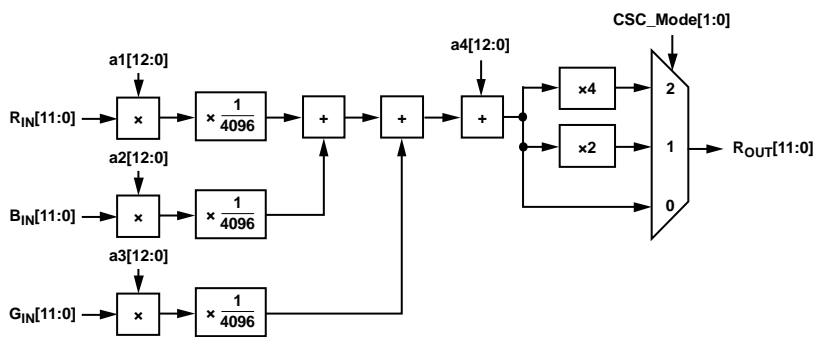 CSC_Mode[1:0]
a1[12:0]
a4[12:0]
R_IN[11:0]
×
× 1/4096
+
+
+
×4
2
a2[12:0]
×2
1
R_OUT[11:0]
B_IN[11:0]
×
× 1/4096
0
a3[12:0]
G_IN[11:0]
×
× 1/4096